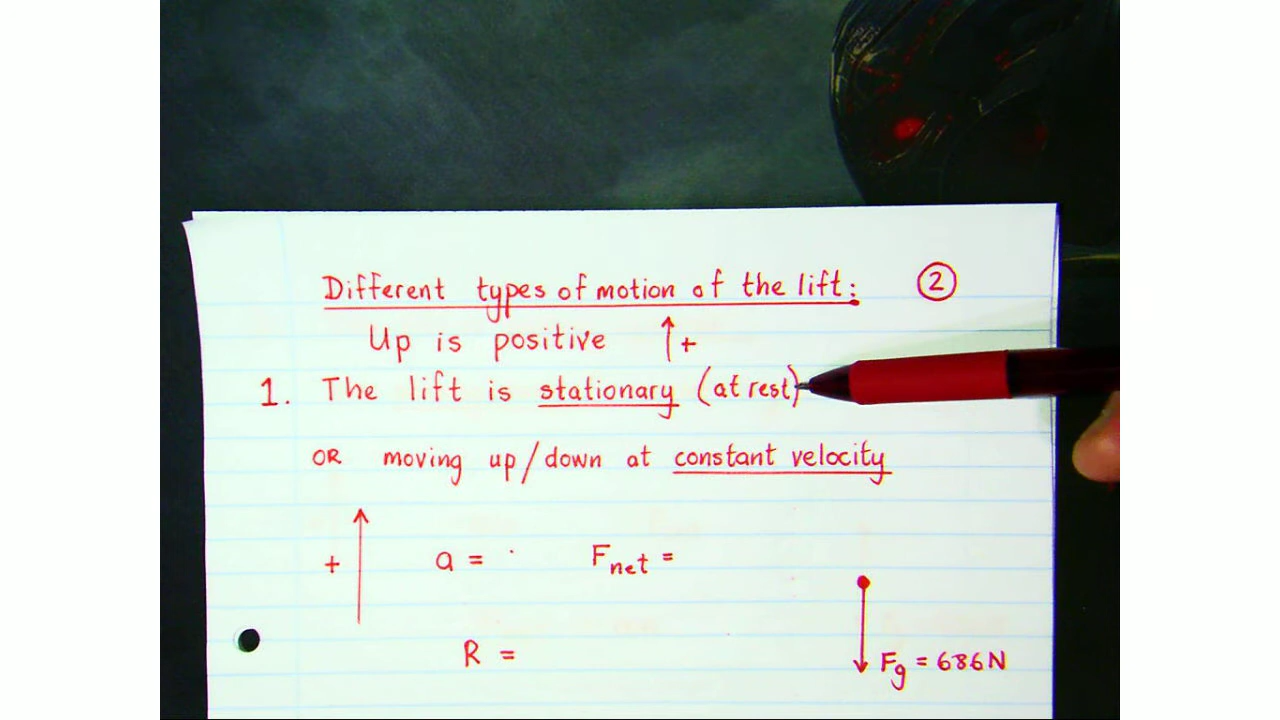 Different types of motion of the lift: 2
Up is positive ↑+
1. The lift is stationary (at rest)
OR moving up/down at constant velocity
+ a = Fnet =
R = Fg = 686N